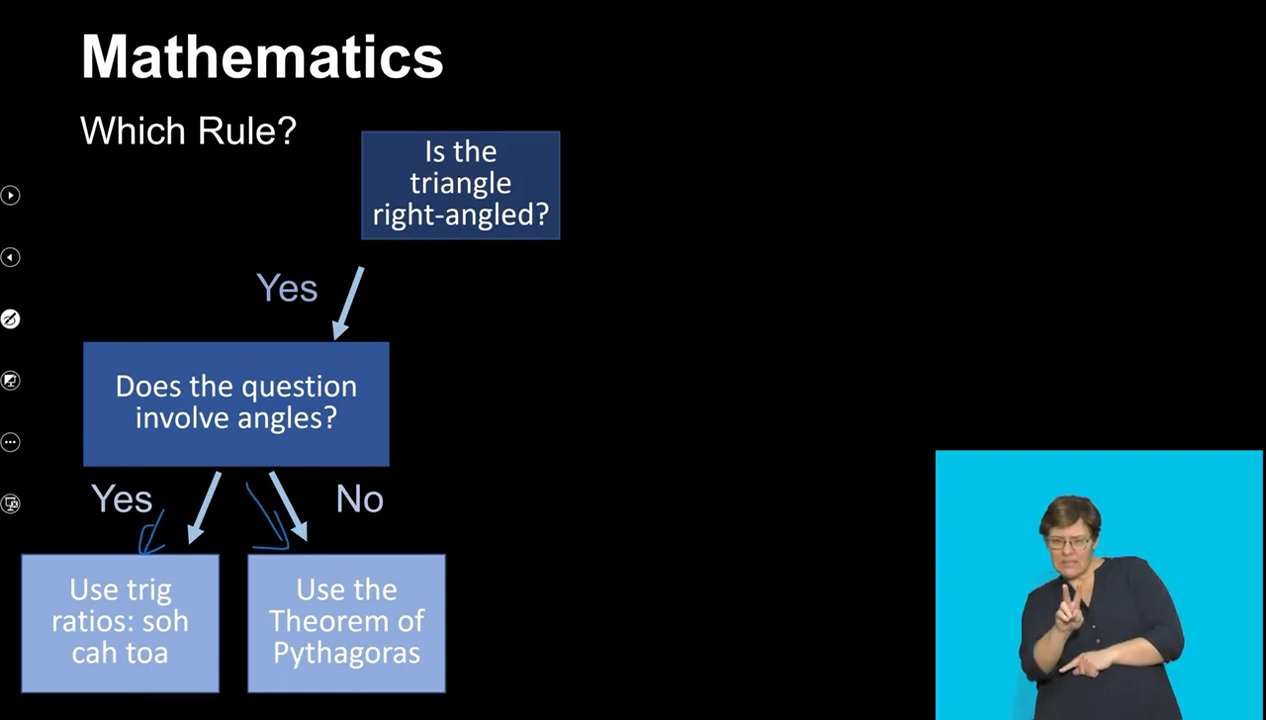 Mathematics
Which Rule?
Is the
triangle
right-angled?
Yes
Does the question
involve angles?
Yes
No
Use trig
ratios: soh
cah toa
Use the
Theorem of
Pythagoras